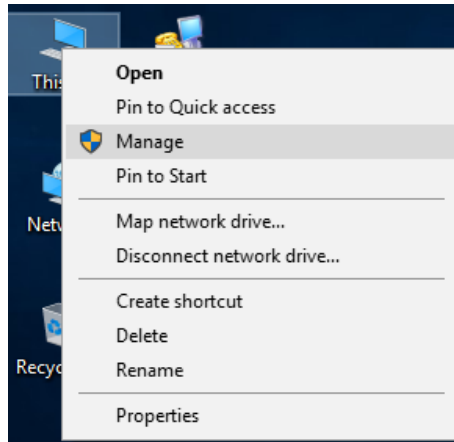 Open
This
Pin to Quick access
Manage
Pin to Start
Map network drive...
Disconnect network drive...
Create shortcut
Delete
Rename
Properties